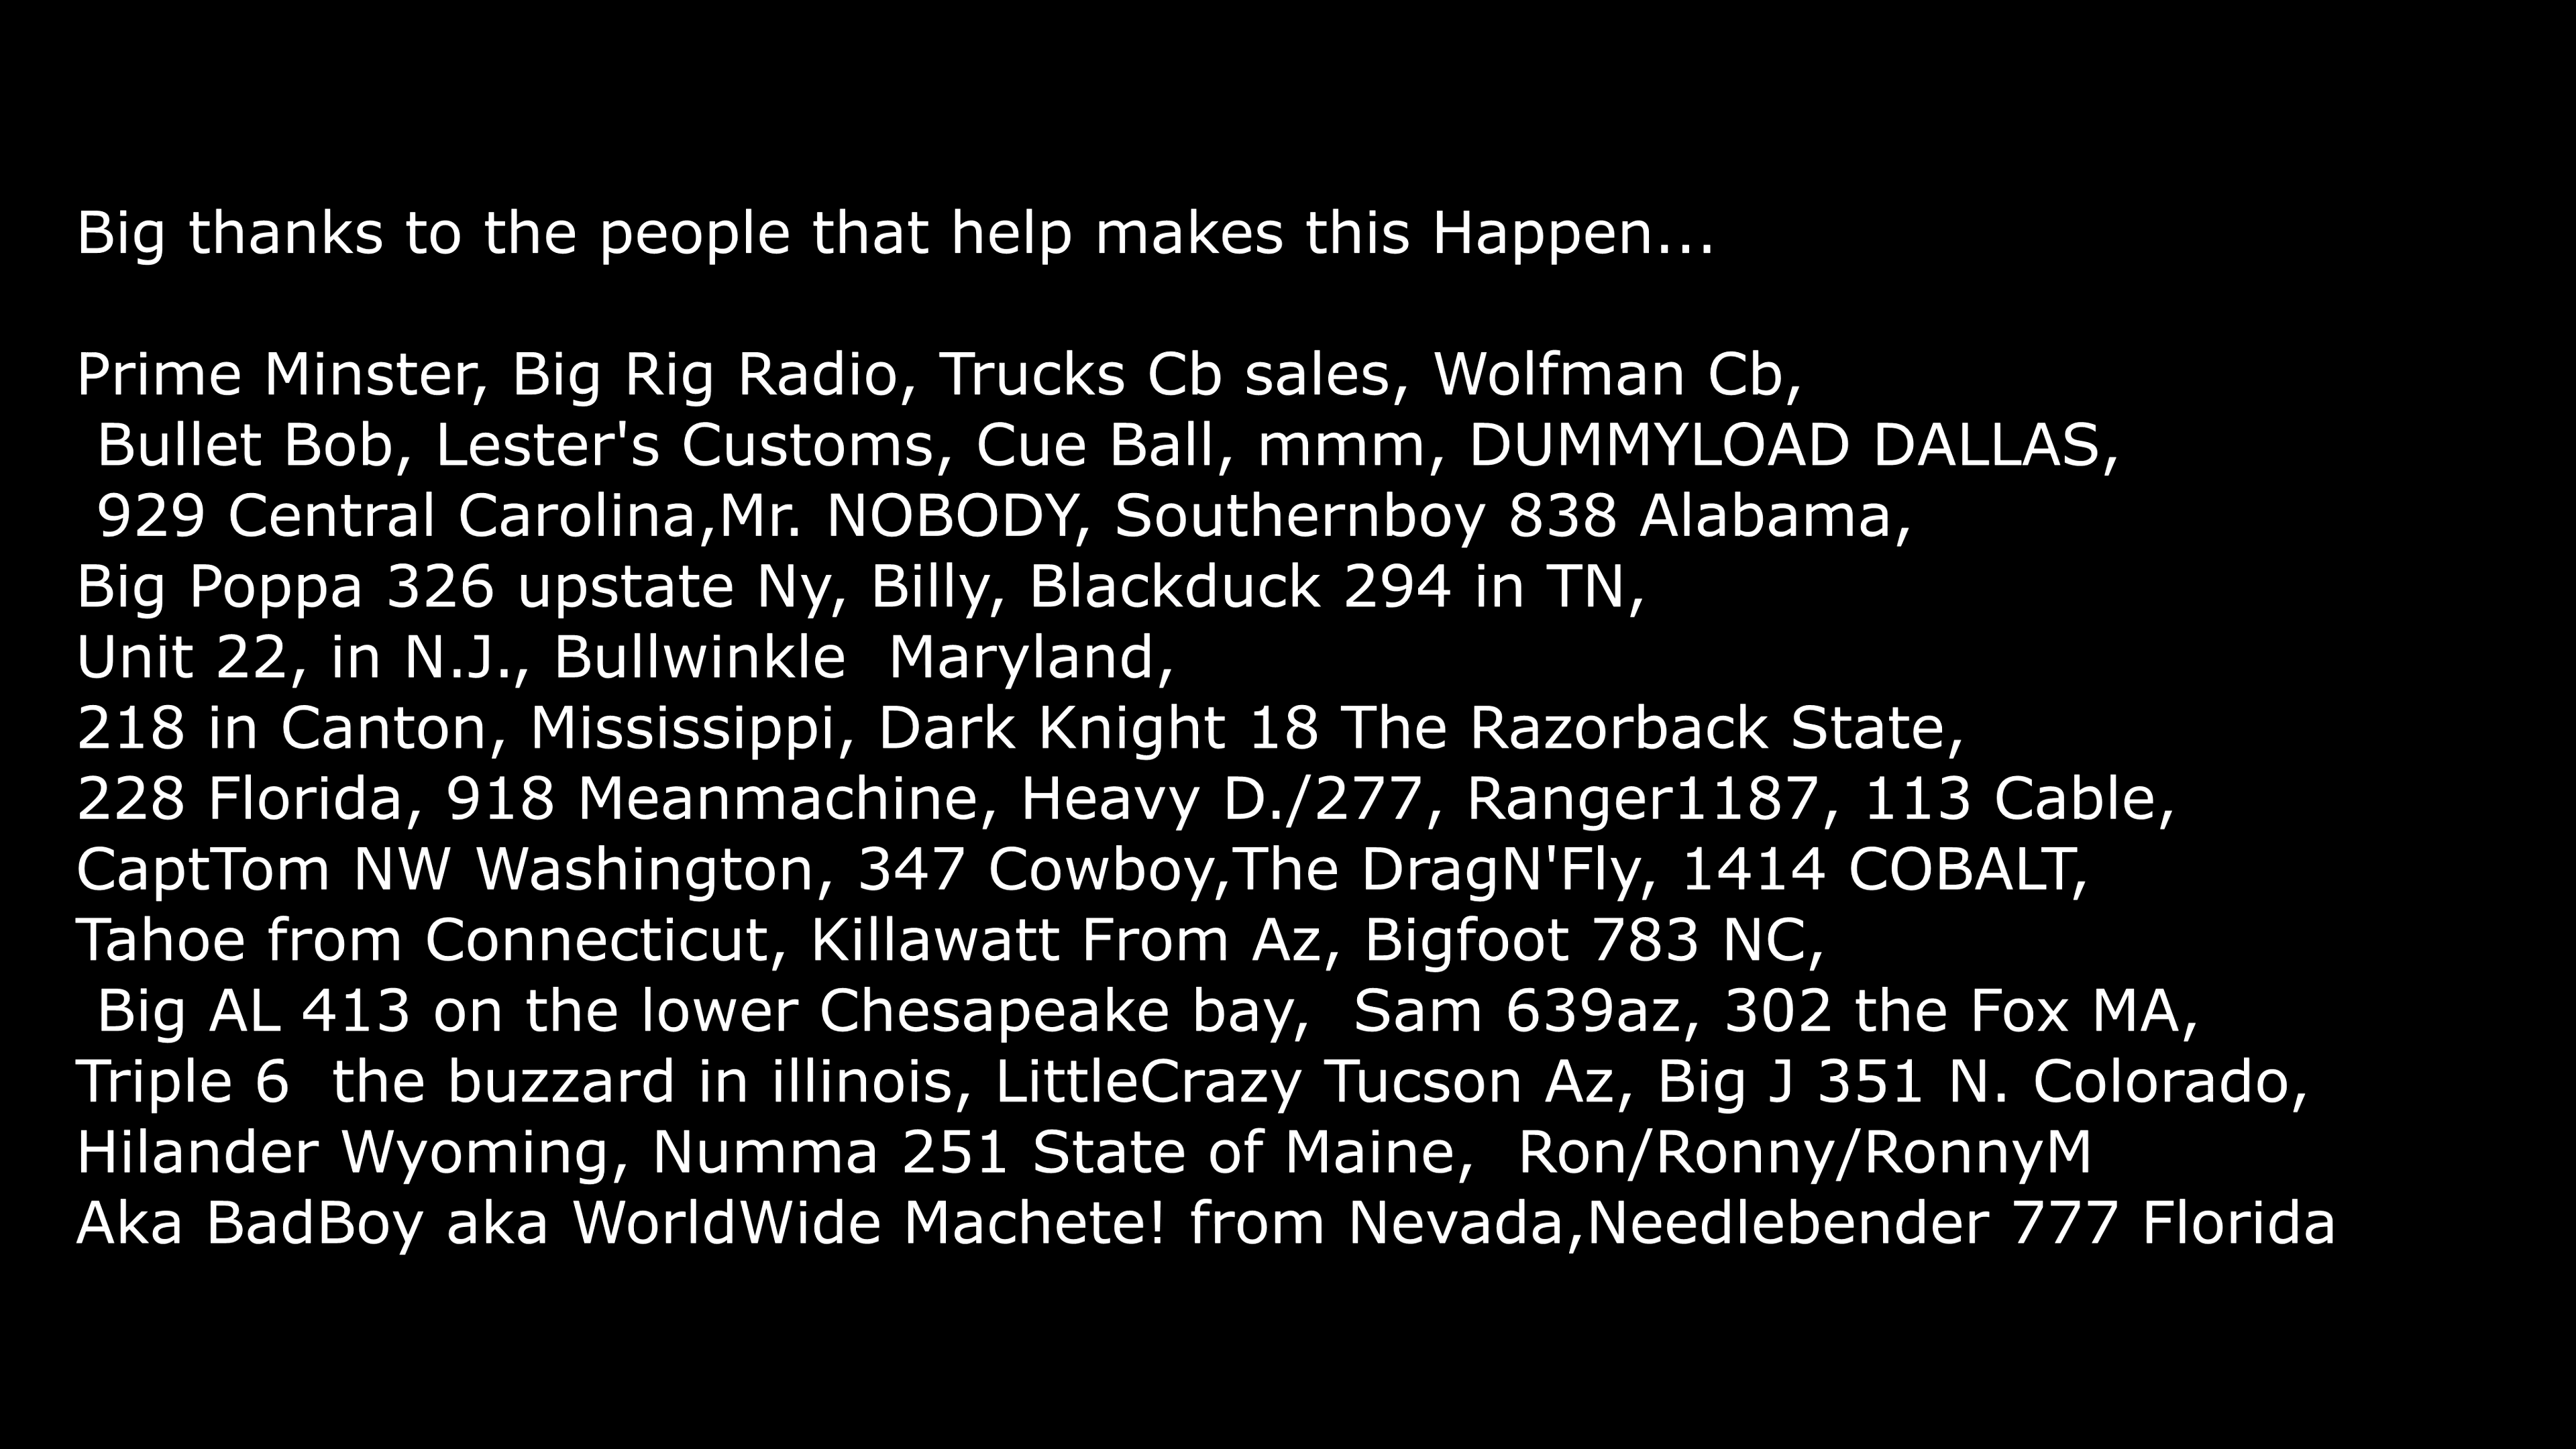 Big thanks to the people that help makes this Happen...
Prime Minster, Big Rig Radio, Trucks Cb sales, Wolfman Cb,
Bullet Bob, Lester's Customs, Cue Ball, mmm, DUMMYLOAD DALLAS,
929 Central Carolina,Mr. NOBODY, Southernboy 838 Alabama,
Big Poppa 326 upstate Ny, Billy, Blackduck 294 in TN,
Unit 22, in N.J., Bullwinkle  Maryland,
218 in Canton, Mississippi, Dark Knight 18 The Razorback State,
228 Florida, 918 Meanmachine, Heavy D./277, Ranger1187, 113 Cable,
CaptTom NW Washington, 347 Cowboy,The DragN'Fly, 1414 COBALT,
Tahoe from Connecticut, Killawatt From Az, Bigfoot 783 NC,
Big AL 413 on the lower Chesapeake bay,  Sam 639az, 302 the Fox MA,
Triple 6  the buzzard in illinois, LittleCrazy Tucson Az, Big J 351 N. Colorado,
Hilander Wyoming, Numma 251 State of Maine,  Ron/Ronny/RonnyM
Aka BadBoy aka WorldWide Machete! from Nevada,Needlebender 777 Florida